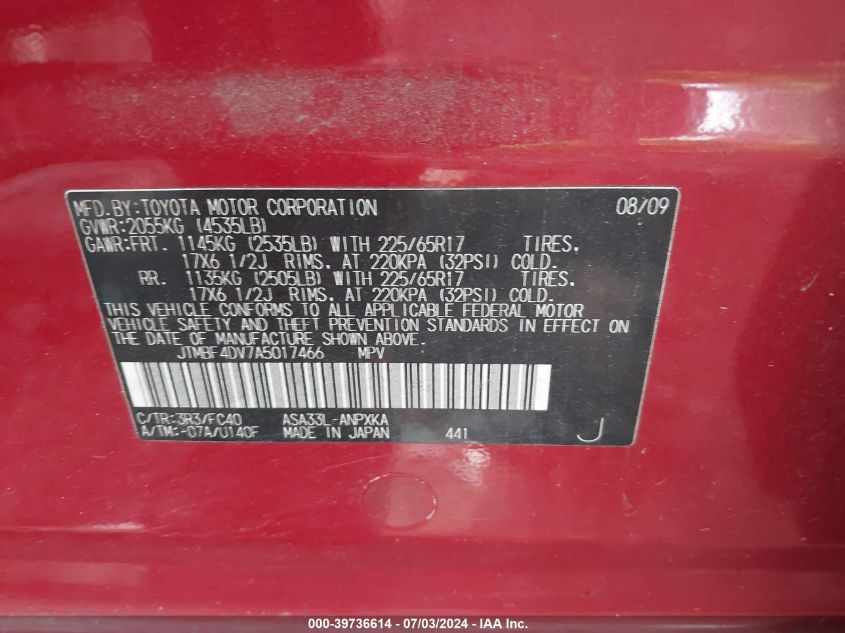 MFD.BY:TOYOTA MOTOR CORPORATION 08/09
GVWR:2055KG (4535LB)
GAWR:FRT. 1145KG (2535LB) WITH 225/65R17 TIRES.
17X6 1/2J RIMS. AT 220KPA (32PSI) COLD.
RR. 1135KG (2505LB) WITH 225/65R17 TIRES.
17X6 1/2J RIMS. AT 220KPA (32PSI) COLD.
THIS VEHICLE CONFORMS TO ALL APPLICABLE FEDERAL MOTOR
VEHICLE SAFETY AND THEFT PREVENTION STANDARDS IN EFFECT ON
THE DATE OF MANUFACTURE SHOWN ABOVE.
JTMBF4DV7A5017466 MPV
C/TR:3R3/FC40 ASA33L-ANPXKA
A/TM:-07A/U140F MADE IN JAPAN 441 J
000-39736614 - 07/03/2024 - IAA Inc.